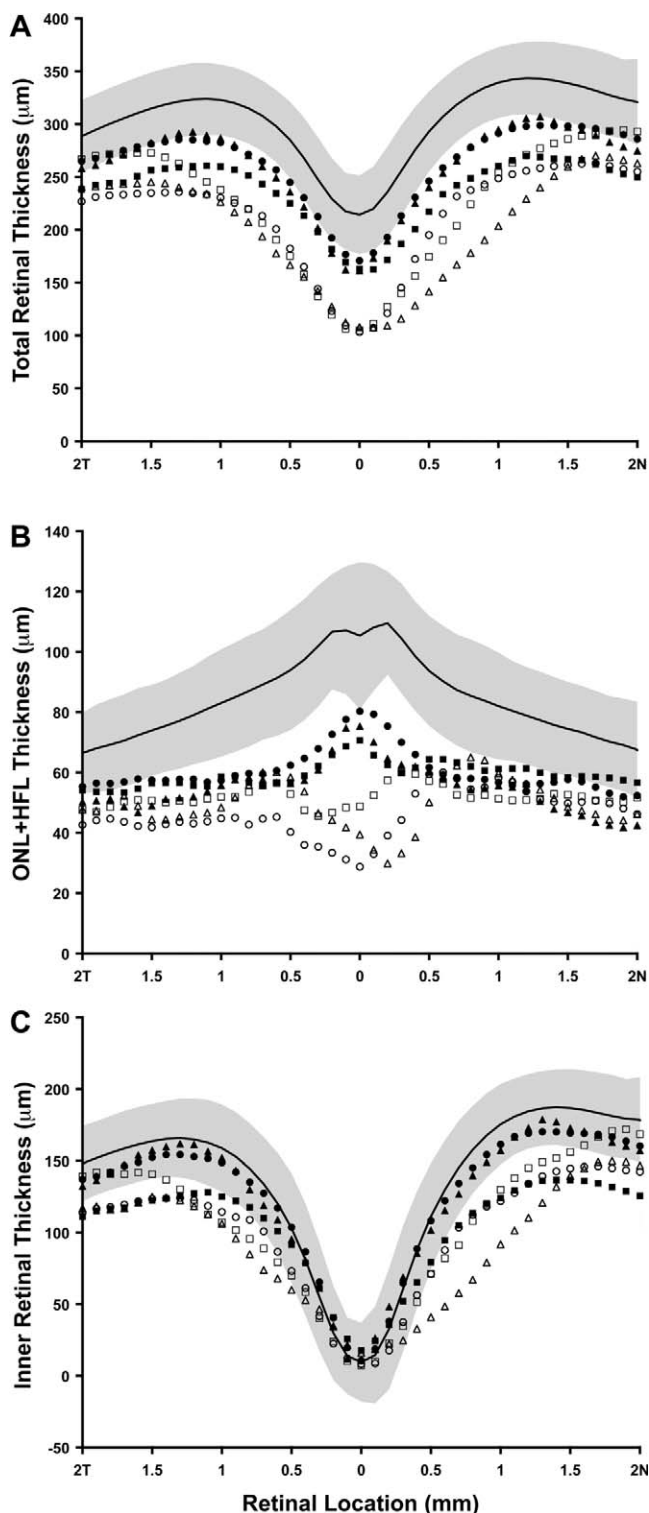 A
Total Retinal Thickness (μm)
400
350
300
250
200
150
100
50
0
2T 1.5 1 0.5 0 0.5 1 1.5 2N
B
ONL+HFL Thickness (μm)
140
120
100
80
60
40
20
0
2T 1.5 1 0.5 0 0.5 1 1.5 2N
C
Inner Retinal Thickness (μm)
250
200
150
100
50
0
-50
2T 1.5 1 0.5 0 0.5 1 1.5 2N
Retinal Location (mm)